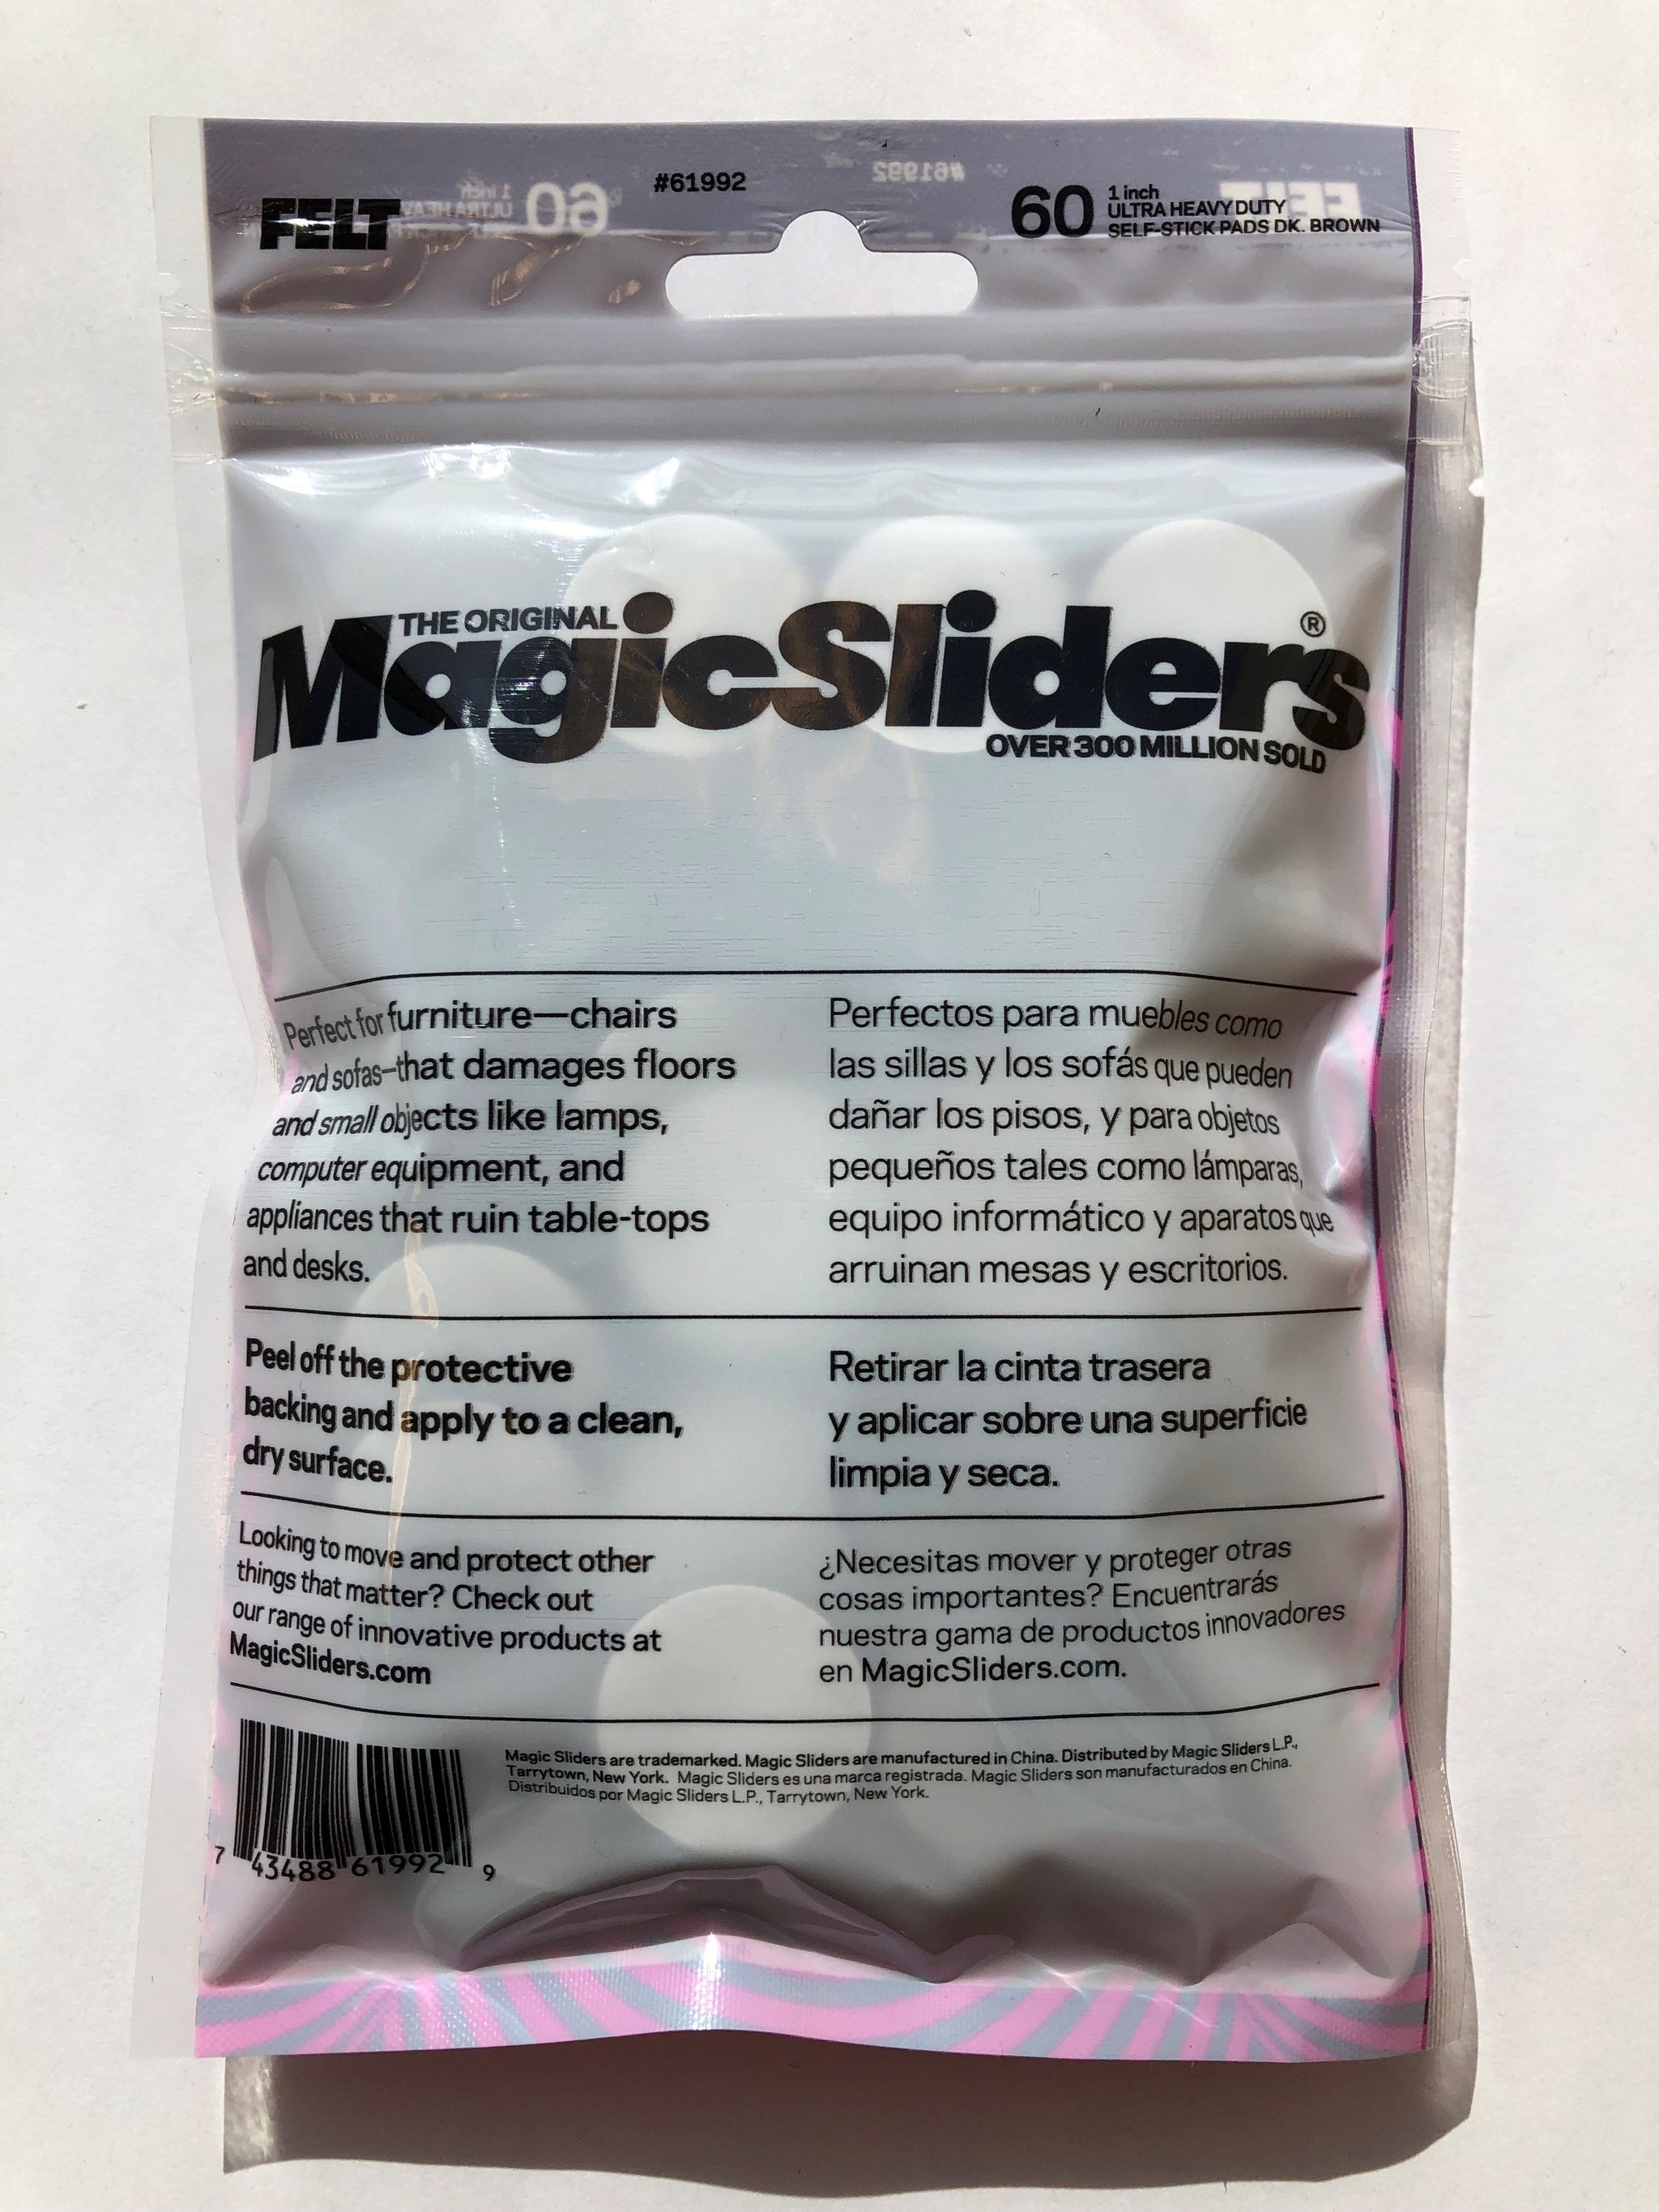 FELT
#61992
60
1 inch
ULTRA HEAVY DUTY
SELF-STICK PADS DK. BROWN
THE ORIGINAL
MagicSliders®
OVER 300 MILLION SOLD
Perfect for furniture—chairs
and sofas—that damages floors
and small objects like lamps,
computer equipment, and
appliances that ruin table-tops
and desks.
Perfectos para muebles como
las sillas y los sofás que pueden
dañar los pisos, y para objetos
pequeños tales como lámparas,
equipo informático y aparatos que
arruinan mesas y escritorios.
Peel off the protective
backing and apply to a clean,
dry surface.
Retirar la cinta trasera
y aplicar sobre una superficie
limpia y seca.
Looking to move and protect other
things that matter? Check out
our range of innovative products at
MagicSliders.com
¿Necesitas mover y proteger otras
cosas importantes? Encuentrarás
nuestra gama de productos innovadores
en MagicSliders.com.
Magic Sliders are trademarked. Magic Sliders are manufactured in China. Distributed by Magic Sliders L.P.,
Tarrytown, New York. Magic Sliders es una marca registrada. Magic Sliders son manufacturados en China.
Distribuidos por Magic Sliders L.P., Tarrytown, New York.
7 43488 61992 9